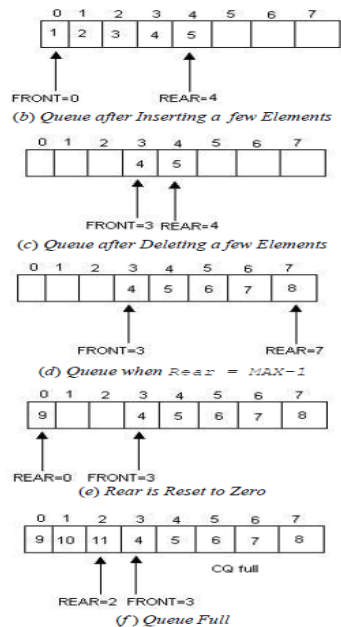 0 1 2 3 4 5 6 7
1 2 3 4 5
FRONT=0 REAR=4
(b) Queue after Inserting a few Elements
0 1 2 3 4 5 6 7
4 5
FRONT=3 REAR=4
(c) Queue after Deleting a few Elements
0 1 2 3 4 5 6 7
4 5 6 7 8
FRONT=3 REAR=7
(d) Queue when Rear = MAX-1
0 1 2 3 4 5 6 7
9 4 5 6 7 8
REAR=0 FRONT=3
(e) Rear is Reset to Zero
0 1 2 3 4 5 6 7
9 10 11 4 5 6 7 8
CQ full
REAR=2 FRONT=3
(f) Queue Full